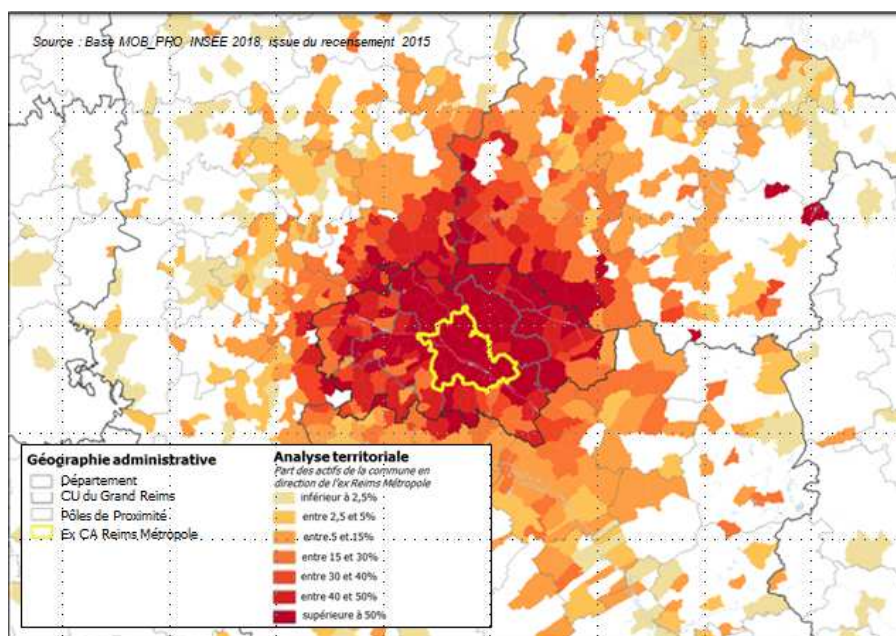 Source : Base MOB_PRO INSEE 2018, issue du recensement 2015
Géographie administrative
Département
CU du Grand Reims
Pôles de Proximité
Ex CA Reims Métropole
Analyse territoriale
Part des actifs de la commune en
direction de l'ex Reims Métropole
inférieur à 2,5%
entre 2,5 et 5%
entre 5 et 15%
entre 15 et 30%
entre 30 et 40%
entre 40 et 50%
supérieure à 50%